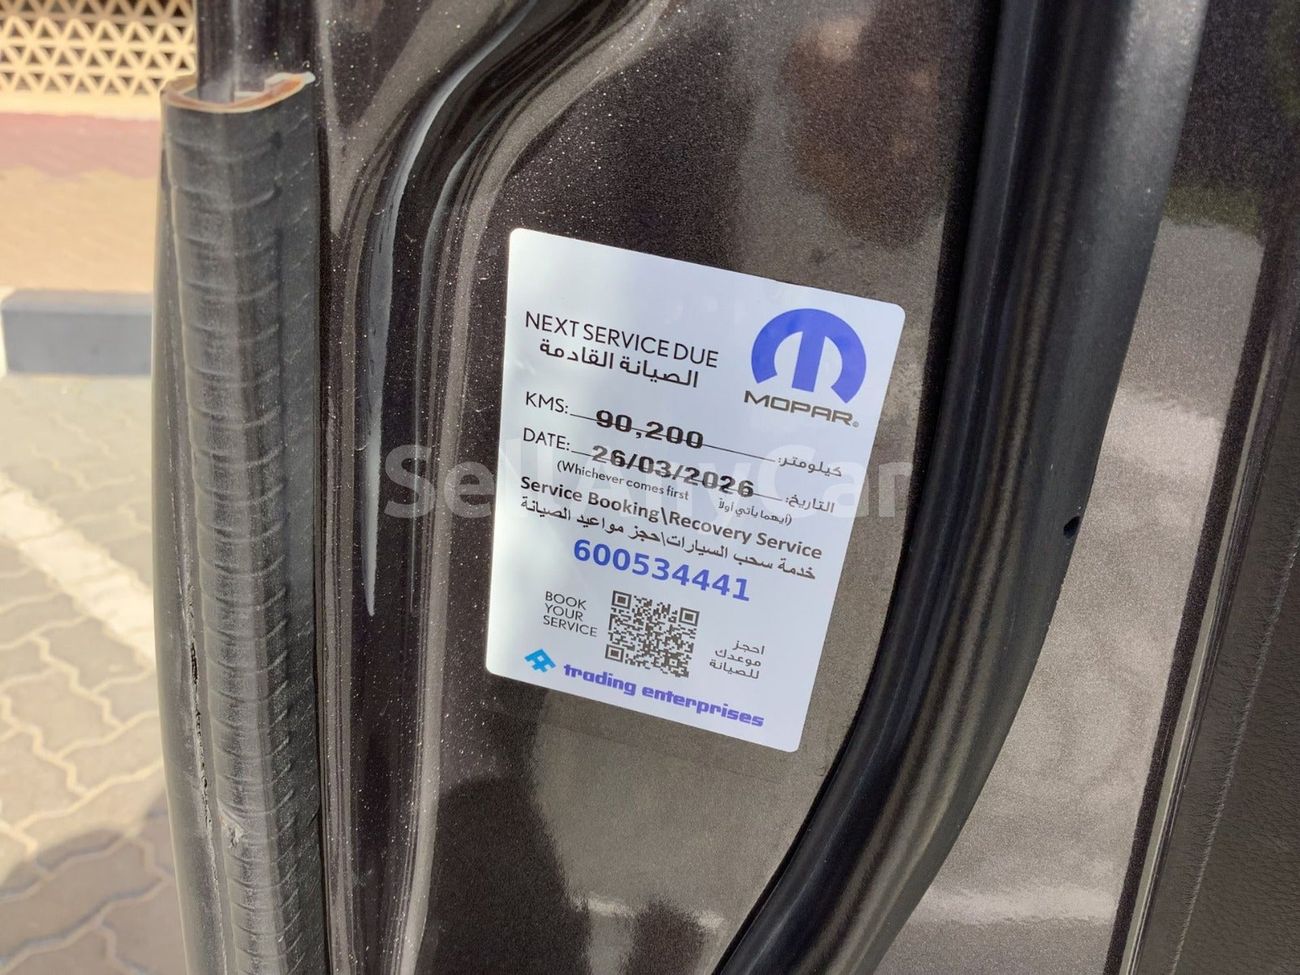 NEXT SERVICE DUE
الصيانة القادمة
MOPAR®
KMS: 90,200 كيلومتر:
DATE: 26/03/2026 التاريخ:
(Whichever comes first (أيهما يأتي أولاً)
Service Booking\Recovery Service
خدمة سحب السيارات\حجز مواعيد الصيانة
600534441
BOOK
YOUR
SERVICE
احجز
موعدك
للصيانة
trading enterprises
SellAnyCar